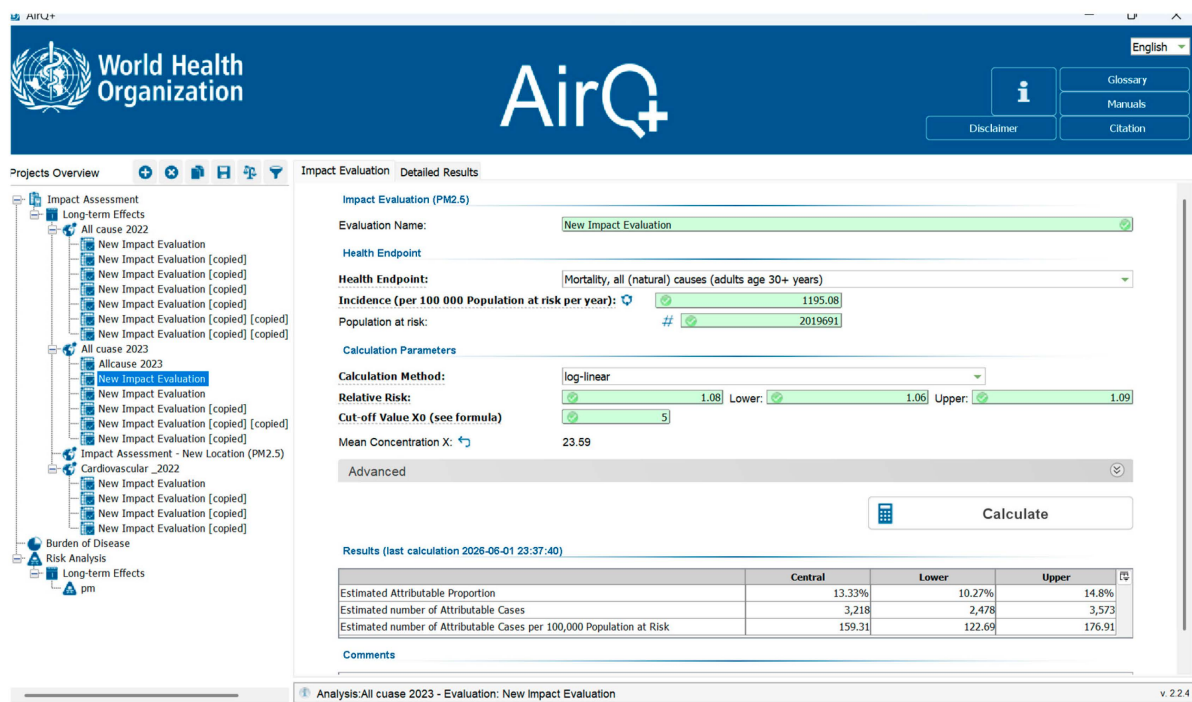 AirQ+
World Health
Organization
AirQ+
English
i
Glossary
Manuals
Disclaimer
Citation
Projects Overview
Impact Assessment
Long-term Effects
All cause 2022
New Impact Evaluation
New Impact Evaluation [copied]
New Impact Evaluation [copied]
New Impact Evaluation [copied]
New Impact Evaluation [copied]
New Impact Evaluation [copied] [copied]
New Impact Evaluation [copied] [copied]
All cuase 2023
Allcause 2023
New Impact Evaluation
New Impact Evaluation
New Impact Evaluation [copied]
New Impact Evaluation [copied] [copied]
New Impact Evaluation [copied]
Impact Assessment - New Location (PM2.5)
Cardiovascular _2022
New Impact Evaluation
New Impact Evaluation [copied]
New Impact Evaluation [copied]
New Impact Evaluation [copied]
Burden of Disease
Risk Analysis
Long-term Effects
pm
Impact Evaluation Detailed Results
Impact Evaluation (PM2.5)
Evaluation Name: New Impact Evaluation
Health Endpoint
Health Endpoint: Mortality, all (natural) causes (adults age 30+ years)
Incidence (per 100 000 Population at risk per year): 1195.08
Population at risk: # 2019691
Calculation Parameters
Calculation Method: log-linear
Relative Risk: 1.08 Lower: 1.06 Upper: 1.09
Cut-off Value X0 (see formula) 5
Mean Concentration X: 23.59
Advanced
Calculate
Results (last calculation 2026-06-01 23:37:40)
Central Lower Upper
Estimated Attributable Proportion 13.33% 10.27% 14.8%
Estimated number of Attributable Cases 3,218 2,478 3,573
Estimated number of Attributable Cases per 100,000 Population at Risk 159.31 122.69 176.91
Comments
Analysis:All cuase 2023 - Evaluation: New Impact Evaluation
v. 2.2.4